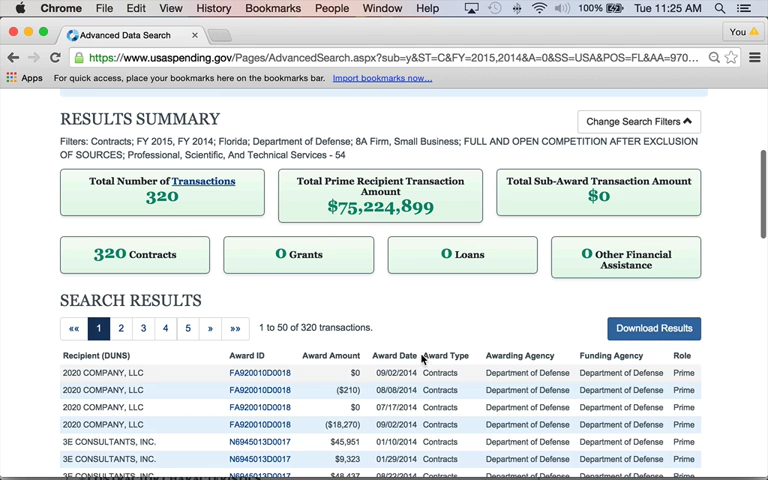 Chrome File Edit View History Bookmarks People Window Help 100% Tue 11:25 AM
Advanced Data Search
You
https://www.usaspending.gov/Pages/AdvancedSearch.aspx?sub=y&ST=C&FY=2015,2014&A=0&SS=USA&POS=FL&AA=970...
Apps For quick access, place your bookmarks here on the bookmarks bar. Import bookmarks now...
RESULTS SUMMARY
Change Search Filters
Filters: Contracts; FY 2015, FY 2014; Florida; Department of Defense; 8A Firm, Small Business; FULL AND OPEN COMPETITION AFTER EXCLUSION
OF SOURCES; Professional, Scientific, And Technical Services - 54
Total Number of Transactions
320
Total Prime Recipient Transaction
Amount
$75,224,899
Total Sub-Award Transaction Amount
$0
320 Contracts
0 Grants
0 Loans
0 Other Financial
Assistance
SEARCH RESULTS
«« 1 2 3 4 5 » »» 1 to 50 of 320 transactions.
Download Results
Recipient (DUNS) Award ID Award Amount Award Date Award Type Awarding Agency Funding Agency Role
2020 COMPANY, LLC FA920010D0018 $0 09/02/2014 Contracts Department of Defense Department of Defense Prime
2020 COMPANY, LLC FA920010D0018 ($210) 08/08/2014 Contracts Department of Defense Department of Defense Prime
2020 COMPANY, LLC FA920010D0018 $0 07/17/2014 Contracts Department of Defense Department of Defense Prime
2020 COMPANY, LLC FA920010D0018 ($18,270) 09/02/2014 Contracts Department of Defense Department of Defense Prime
3E CONSULTANTS, INC. N6945013D0017 $45,951 01/10/2014 Contracts Department of Defense Department of Defense Prime
3E CONSULTANTS, INC. N6945013D0017 $9,323 01/29/2014 Contracts Department of Defense Department of Defense Prime